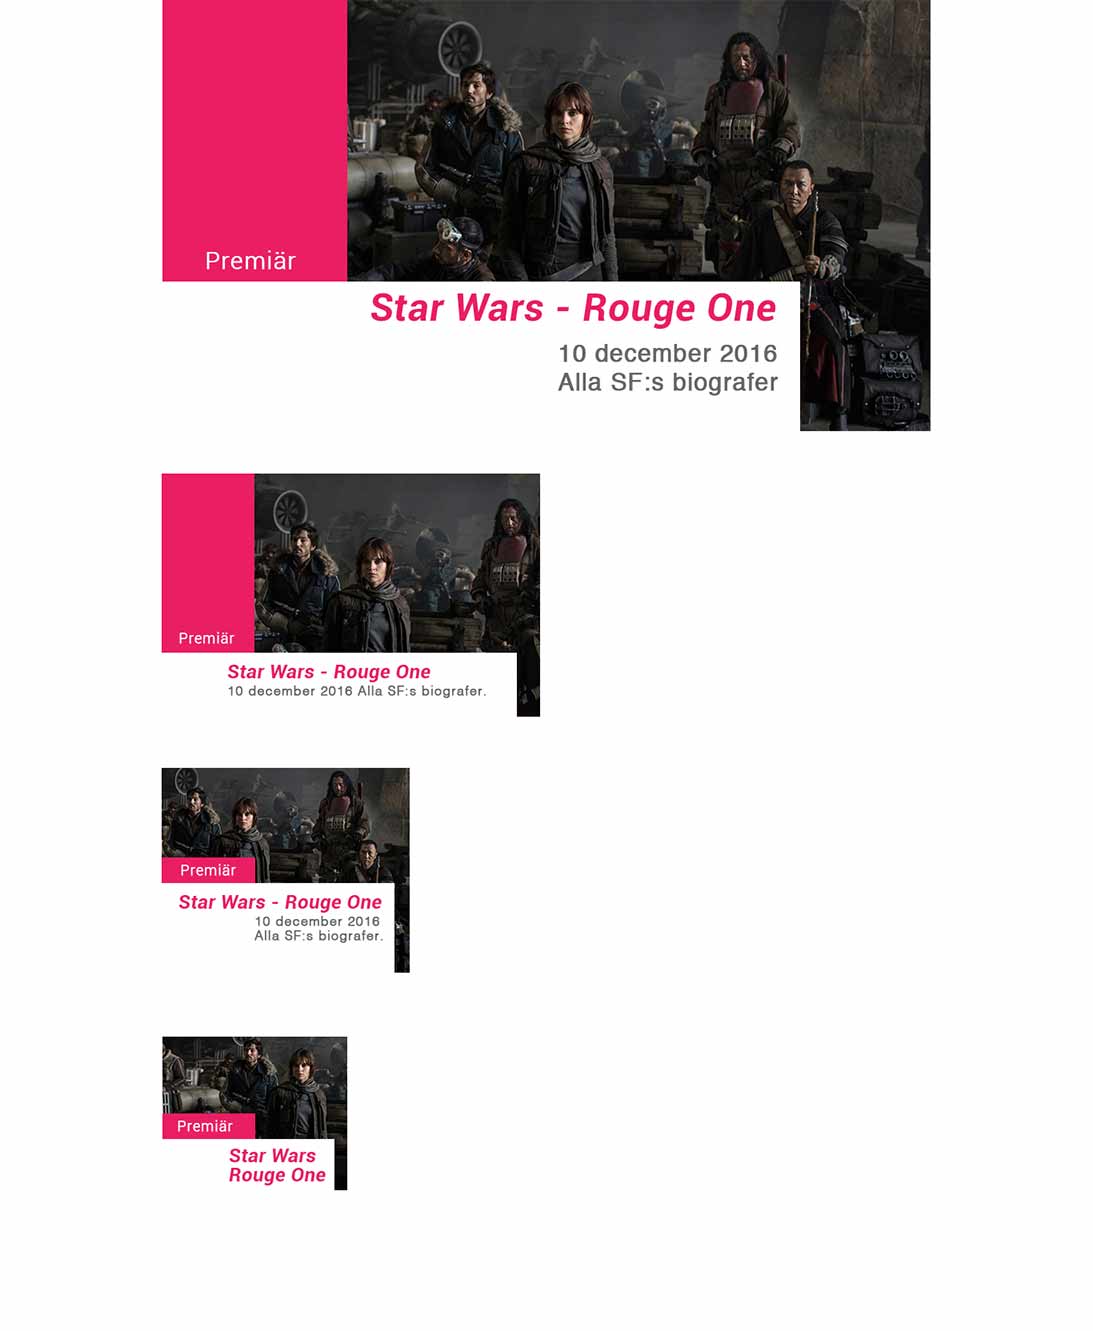 Premiär
Star Wars - Rouge One
10 december 2016
Alla SF:s biografer
Premiär
Star Wars - Rouge One
10 december 2016 Alla SF:s biografer.
Premiär
Star Wars - Rouge One
10 december 2016
Alla SF:s biografer.
Premiär
Star Wars
Rouge One